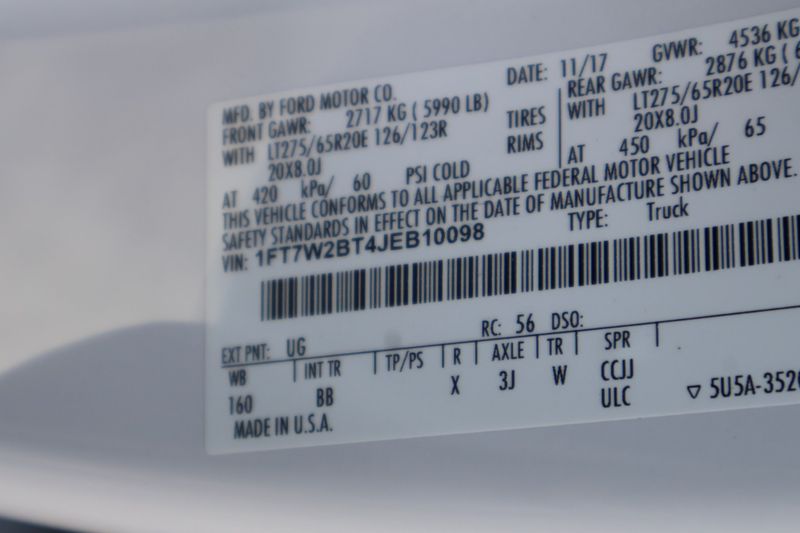 MFD. BY FORD MOTOR CO.
DATE: 11/17 GVWR: 4536 KG
FRONT GAWR: 2717 KG ( 5990 LB) REAR GAWR: 2876 KG (
WITH LT275/65R20E 126/123R TIRES WITH LT275/65R20E 126/
20X8.0J RIMS 20X8.0J
AT 420 kPa/ 60 PSI COLD AT 450 kPa/ 65
THIS VEHICLE CONFORMS TO ALL APPLICABLE FEDERAL MOTOR VEHICLE
SAFETY STANDARDS IN EFFECT ON THE DATE OF MANUFACTURE SHOWN ABOVE.
VIN: 1FT7W2BT4JEB10098 TYPE: Truck
RC: 56 DSO:
EXT PNT: UG
WB INT TR TP/PS R AXLE TR SPR
160 BB X 3J W CCJJ
ULC
MADE IN U.S.A. ▽ 5U5A-3520